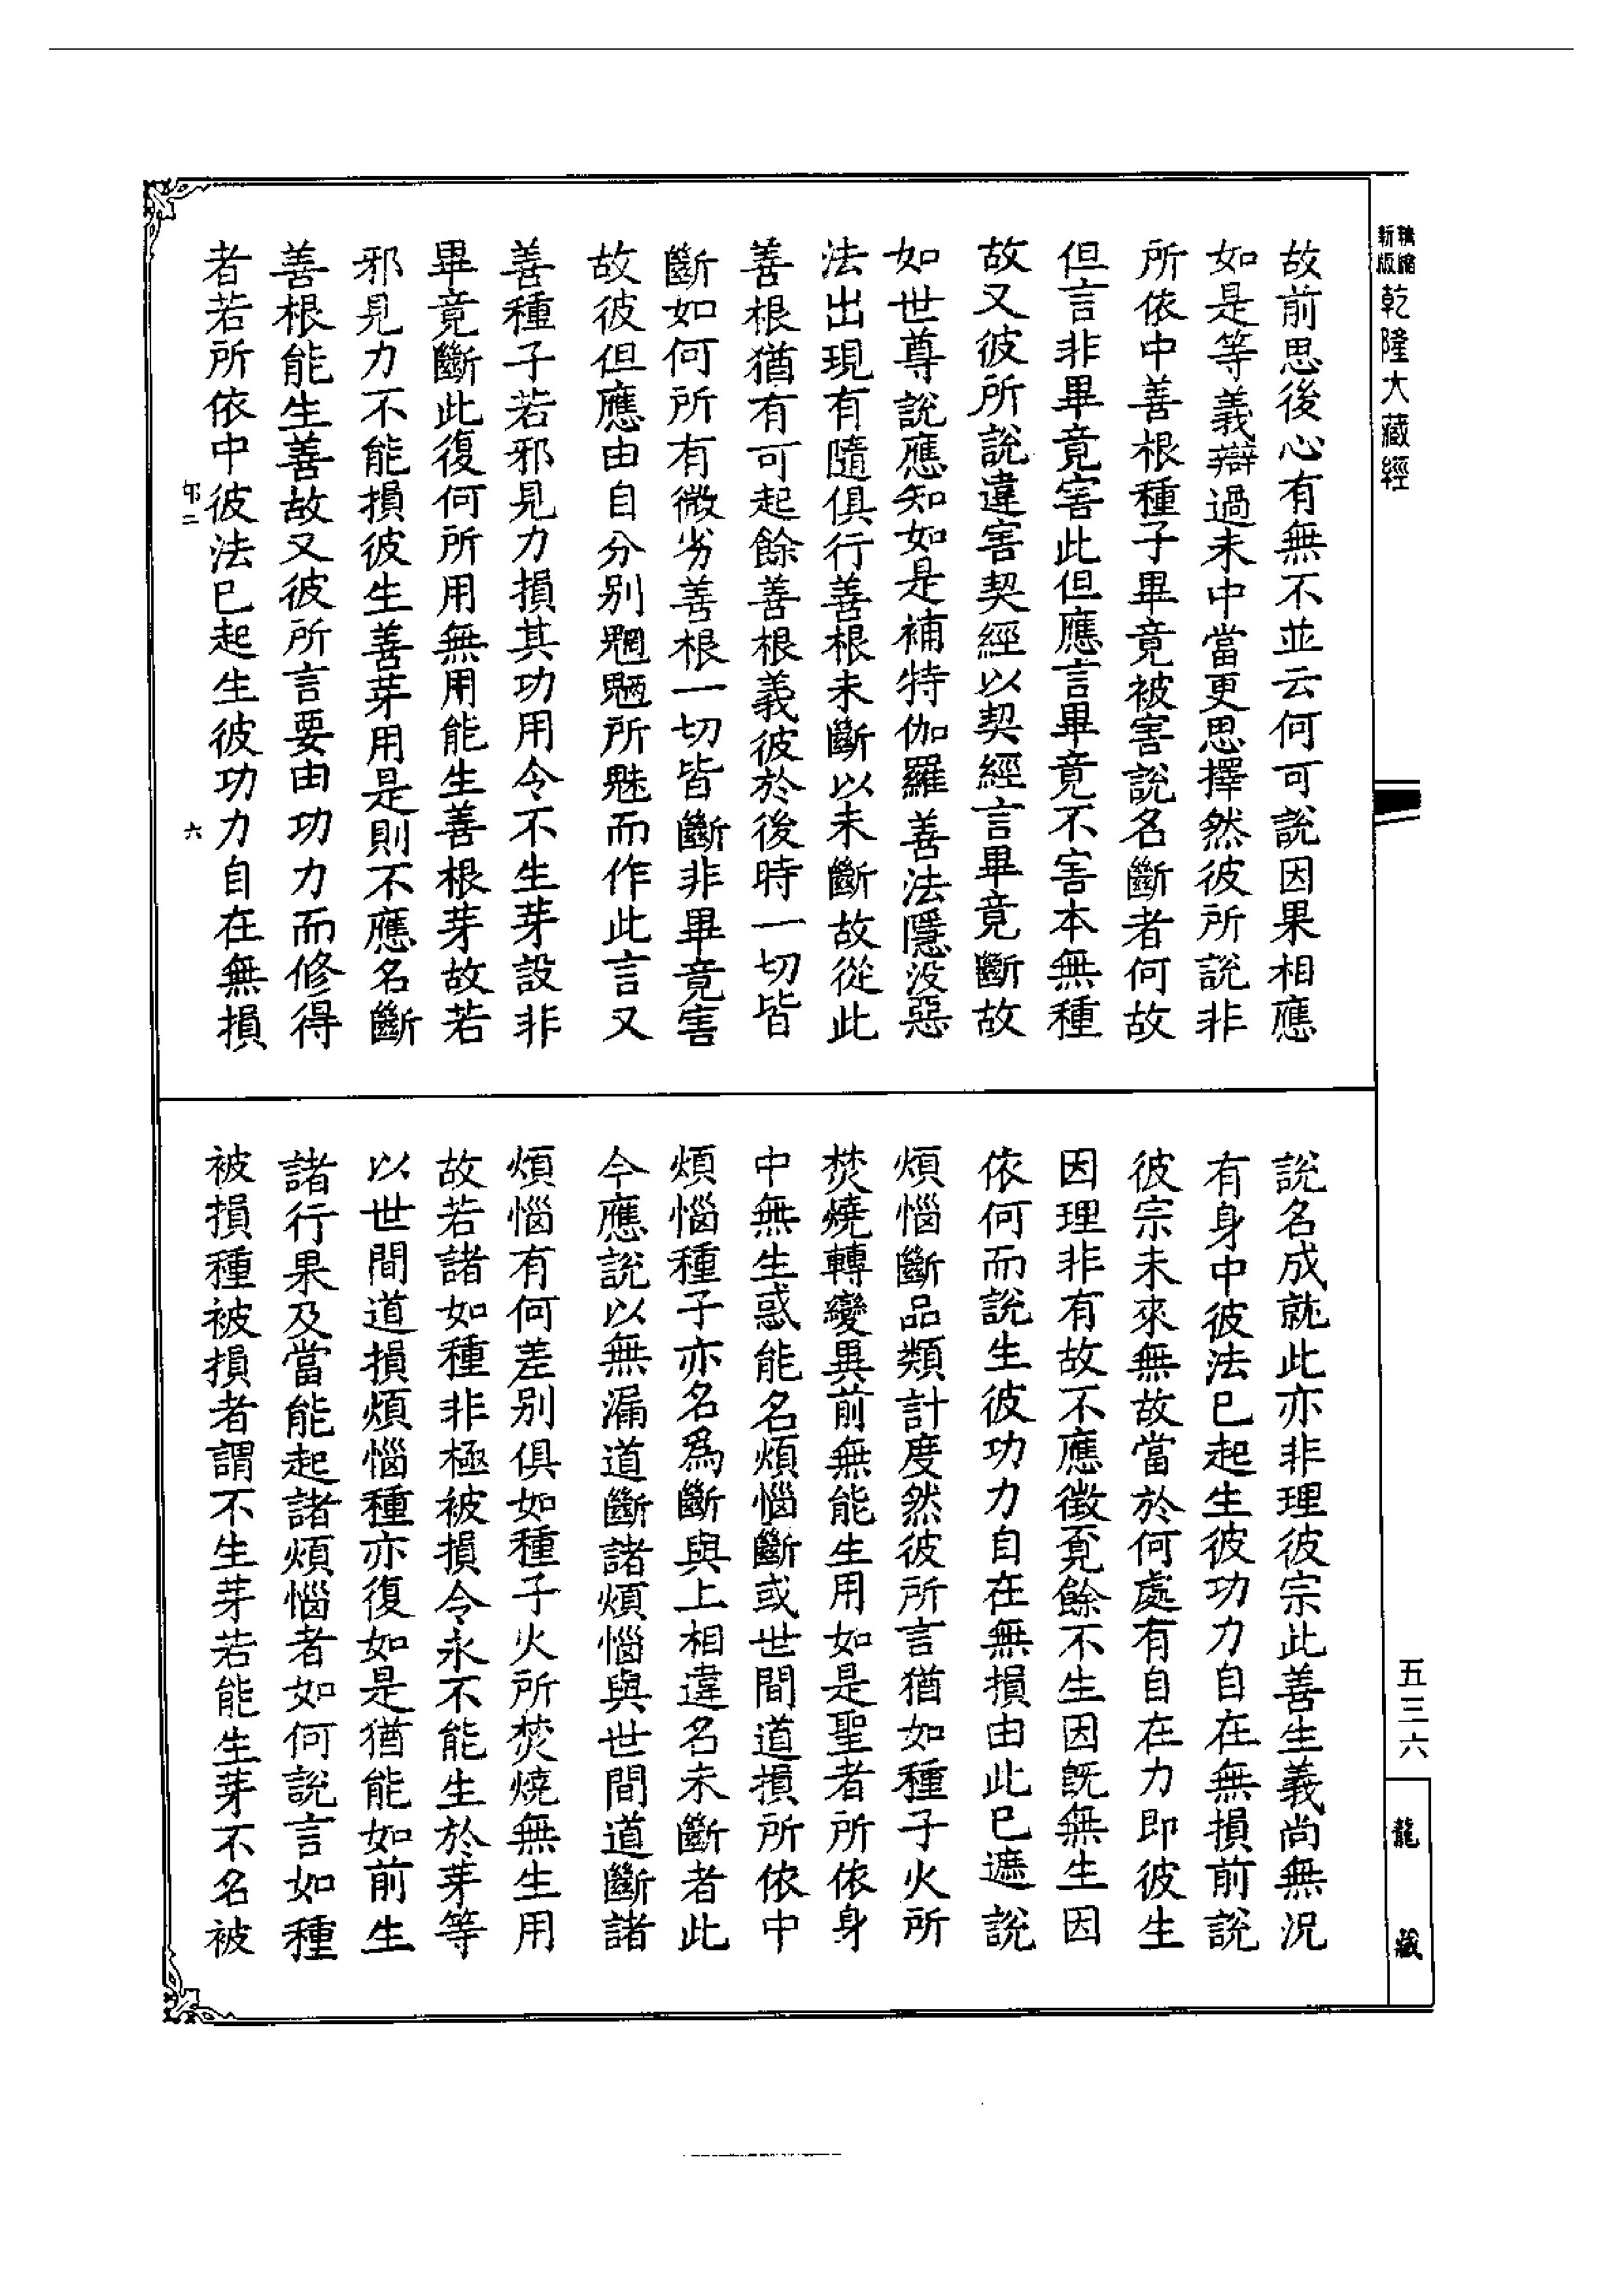 新版
精縮
乾隆大藏經
故前思後心有無不並云何可說因果相應
如是等義辯過未中當更思擇然彼所說非
所依中善根種子畢竟被害說名斷者何故
但言非畢竟害此但應言畢竟不害本無種
故又彼所說違害契經以契經言畢竟斷故
如世尊說應知如是補特伽羅善法隱沒惡
法出現有隨俱行善根未斷以未斷故從此
善根猶有可起餘善根義彼於後時一切皆
斷如何所有微劣善根一切皆斷非畢竟害
故彼但應由自分別魍魎所魅而作此言又
善種子若邪見力損其功用令不生芽設非
畢竟斷此復何所用無用能生善根芽故若
邪見力不能損彼生善芽用是則不應名斷
善根能生善故又彼所言要由功力而修得
者若所依中彼法已起生彼功力自在無損
六
說名成就此亦非理彼宗此善生義尚無況
有身中彼法已起生彼功力自在無損前說
彼宗未來無故當於何處有自在力即彼生
因理非有故不應徵覓餘不生因既無生因
依何而說生彼功力自在無損由此已遮說
煩惱斷品類計度然彼所言猶如種子火所
焚燒轉變異前無能生用如是聖者所依身
中無生惑能名煩惱斷或世間道損所依中
煩惱種子亦名為斷與上相違名未斷者此
今應說以無漏道斷諸煩惱與世間道斷諸
煩惱有何差別俱如種子火所焚燒無生用
故若諸如種非極被損令永不能生於芽等
以世間道損煩惱種亦復如是猶能如前生
諸行果及當能起諸煩惱者如何說言如種
被損種被損者謂不生芽若能生芽不名被
五三六
龍藏